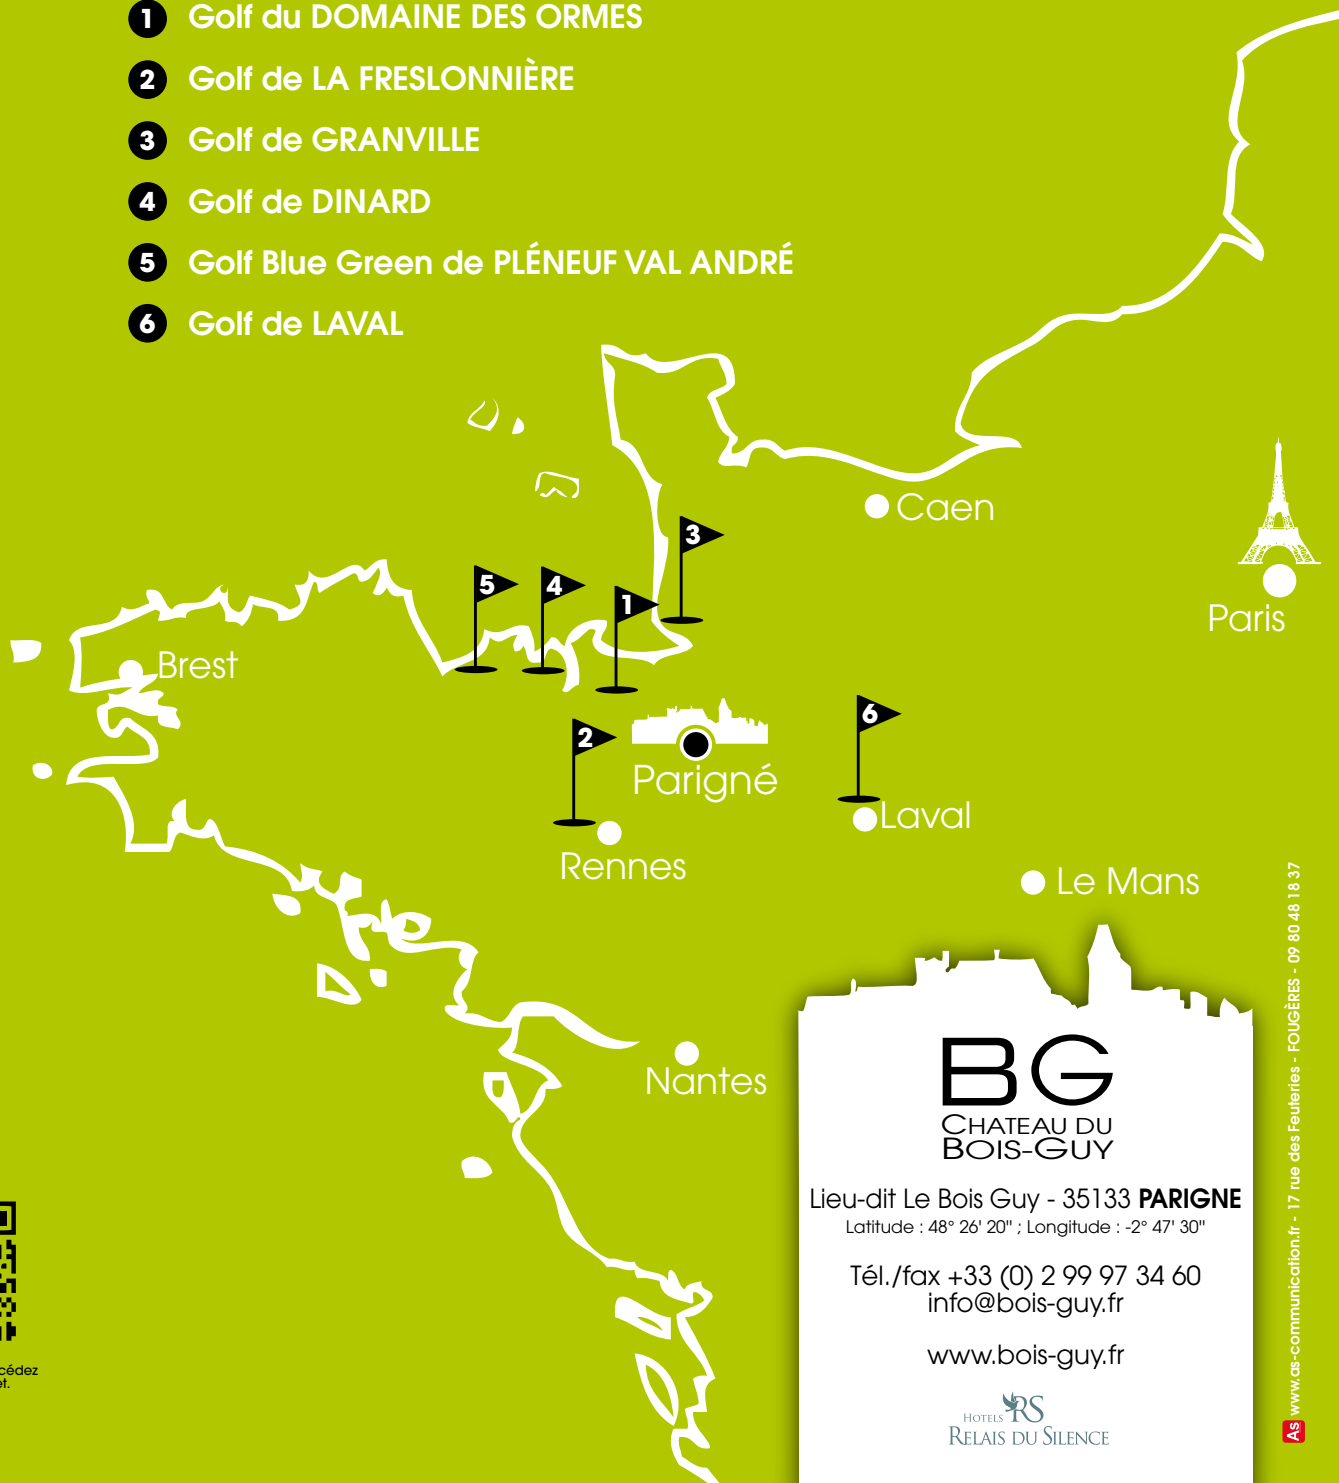 1 Golf du DOMAINE DES ORMES
2 Golf de LA FRESLONNIÈRE
3 Golf de GRANVILLE
4 Golf de DINARD
5 Golf Blue Green de PLÉNEUF VAL ANDRÉ
6 Golf de LAVAL
Caen
3
Paris
5
4
1
Brest
2
6
Parigné
Laval
Rennes
Le Mans
Nantes
BG
CHATEAU DU
BOIS-GUY
Lieu-dit Le Bois Guy - 35133 PARIGNE
Latitude : 48° 26' 20" ; Longitude : -2° 47' 30"
Tél./fax +33 (0) 2 99 97 34 60
info@bois-guy.fr
www.bois-guy.fr
HOTELS RS
RELAIS DU SILENCE
As www.as-communication.fr - 17 rue des Feuteries - FOUGÈRES - 09 80 48 18 37